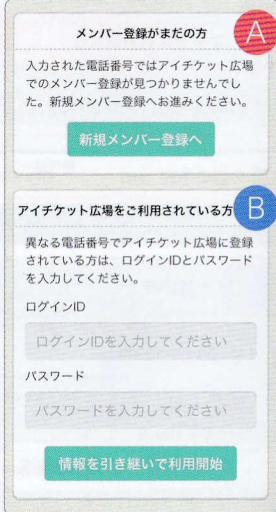 メンバー登録がまだの方
A
入力された電話番号ではアイチケット広場
でのメンバー登録が見つかりませんでし
た。新規メンバー登録へお進みください。
新規メンバー登録へ
アイチケット広場をご利用されている方
B
異なる電話番号でアイチケット広場に登録
されている方は、ログインIDとパスワード
を入力してください。
ログインID
ログインIDを入力してください
パスワード
パスワードを入力してください
情報を引き継いで利用開始